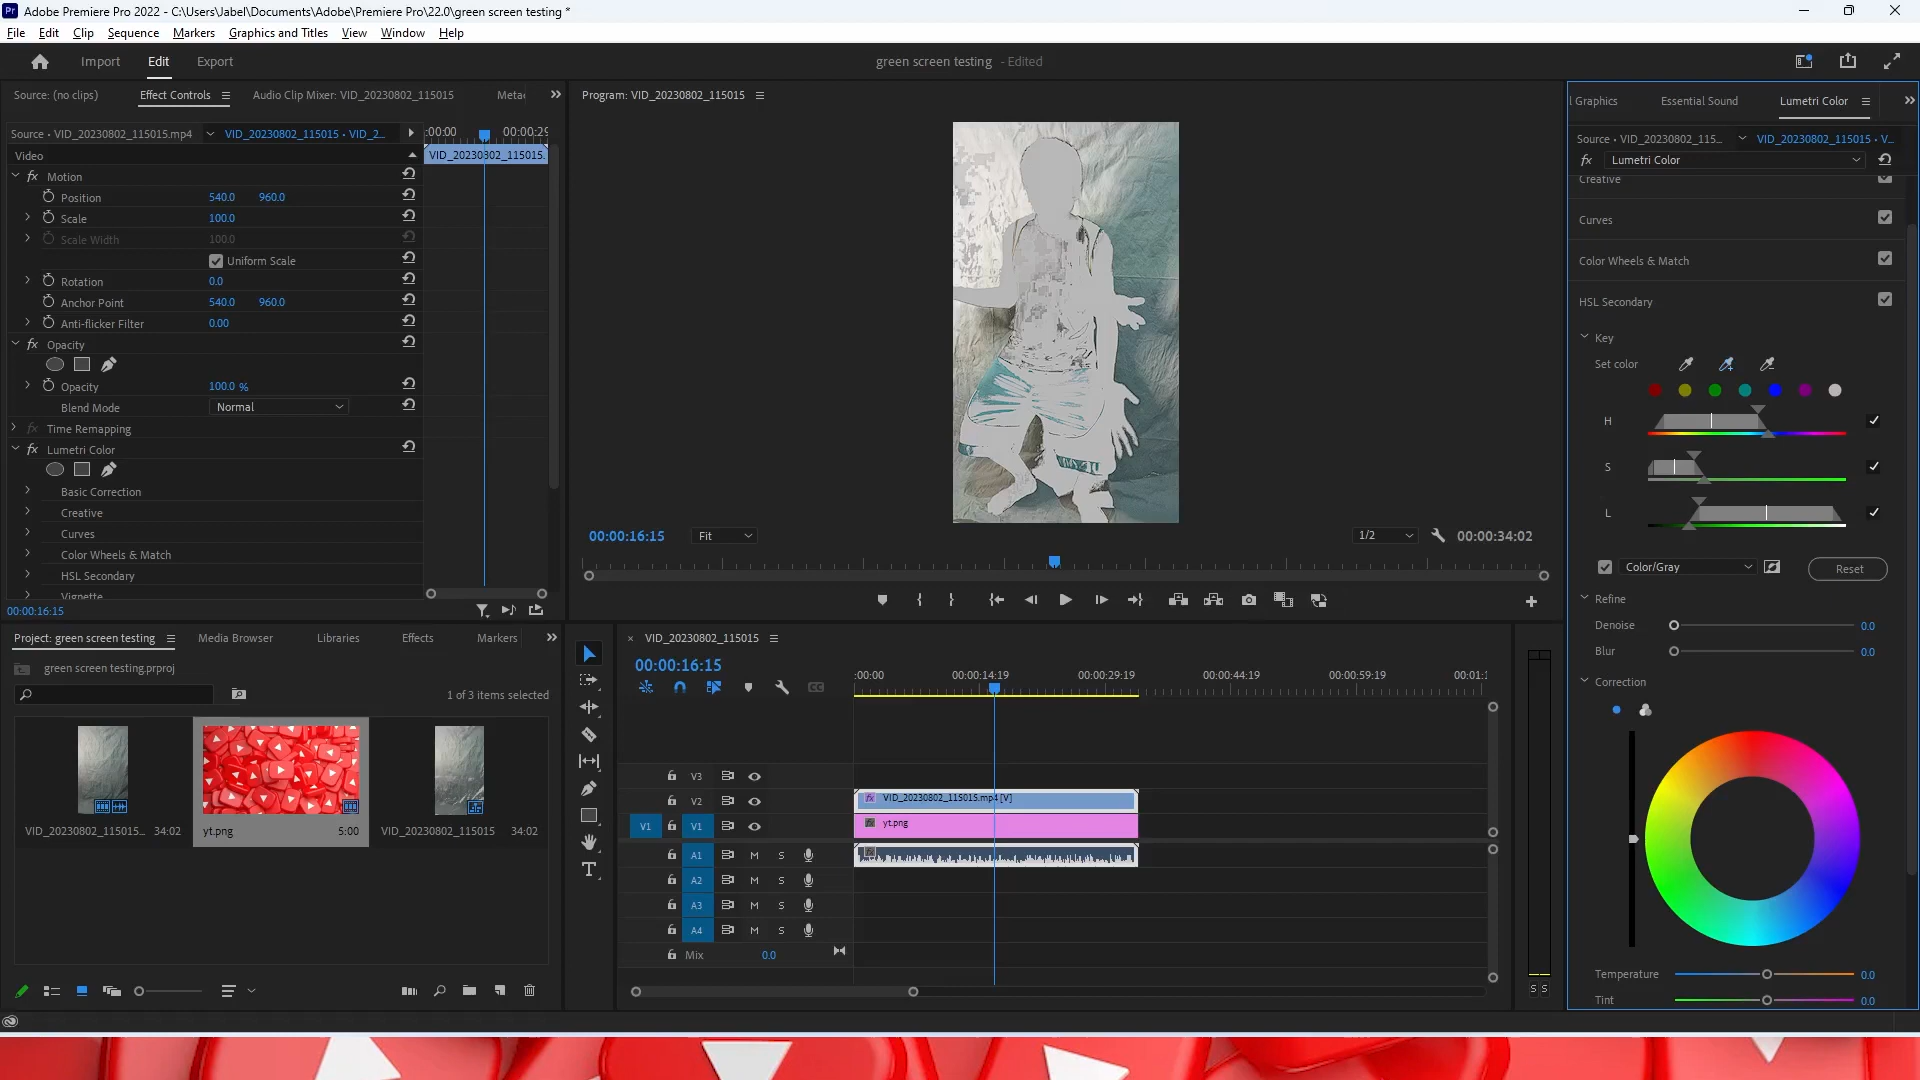 Adobe Premiere Pro 2022 - C:\Users\Jabel\Documents\Adobe\Premiere Pro\22.0\green screen testing *
File Edit Clip Sequence Markers Graphics and Titles View Window Help
Import Edit Export
green screen testing - Edited
Source: (no clips) Effect Controls Audio Clip Mixer: VID_20230802_115015
Source • VID_20230802_115015.mp4 VID_20230802_115015 • VID_2...
:00:00 00:00:29
Video
VID_20230802_115015.
fx Motion
Position 540.0 960.0
Scale 100.0
Scale Width 100.0
Uniform Scale
Rotation 0.0
Anchor Point 540.0 960.0
Anti-flicker Filter 0.00
fx Opacity
Opacity 100.0 %
Blend Mode Normal
fx Time Remapping
fx Lumetri Color
Basic Correction
Creative
Curves
Color Wheels & Match
HSL Secondary
Vignette
00:00:16:15
Program: VID_20230802_115015
00:00:16:15 Fit 1/2 00:00:34:02
l Graphics Essential Sound Lumetri Color
Source • VID_20230802_115... VID_20230802_115015 • V...
fx Lumetri Color
Creative
Curves
Color Wheels & Match
HSL Secondary
Key
Set color
H
S
L
Color/Gray Reset
Refine
Denoise 0.0
Blur 0.0
Correction
Temperature 0.0
Tint 0.0
Project: green screen testing Media Browser Libraries Effects Markers
green screen testing.prproj
1 of 3 items selected
VID_20230802_115015... 34:02
yt.png 5:00
VID_20230802_115015 34:02
× VID_20230802_115015
00:00:16:15
:00:00 00:00:14:19 00:00:29:19 00:00:44:19 00:00:59:19 00:01:
V3
V2 VID_20230802_115015.mp4 [V]
V1 V1 yt.png
A1 M S
A2 M S
A3 M S
A4 M S
Mix 0.0
S S